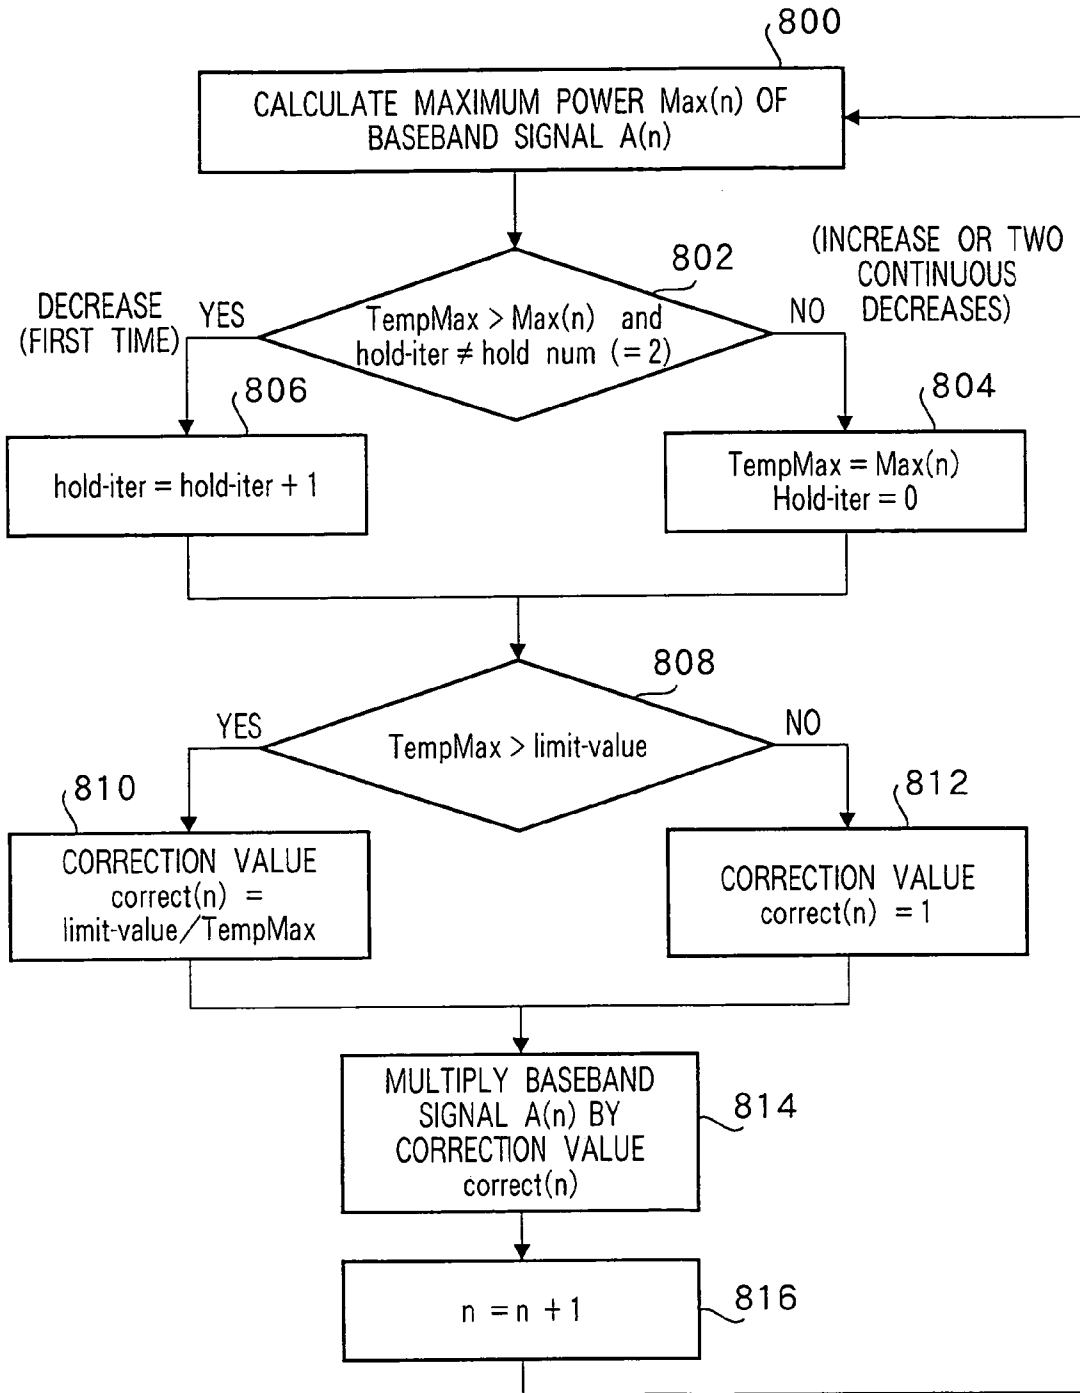 800
CALCULATE MAXIMUM POWER Max(n) OF
BASEBAND SIGNAL A(n)
802
(INCREASE OR TWO
CONTINUOUS
DECREASES)
DECREASE
(FIRST TIME)
YES
TempMax > Max(n) and
hold-iter ≠ hold num (= 2)
NO
806
hold-iter = hold-iter + 1
804
TempMax = Max(n)
Hold-iter = 0
808
YES
TempMax > limit-value
NO
810
CORRECTION VALUE
correct(n) =
limit-value/TempMax
812
CORRECTION VALUE
correct(n) = 1
MULTIPLY BASEBAND
SIGNAL A(n) BY
CORRECTION VALUE
correct(n)
814
n = n + 1
816